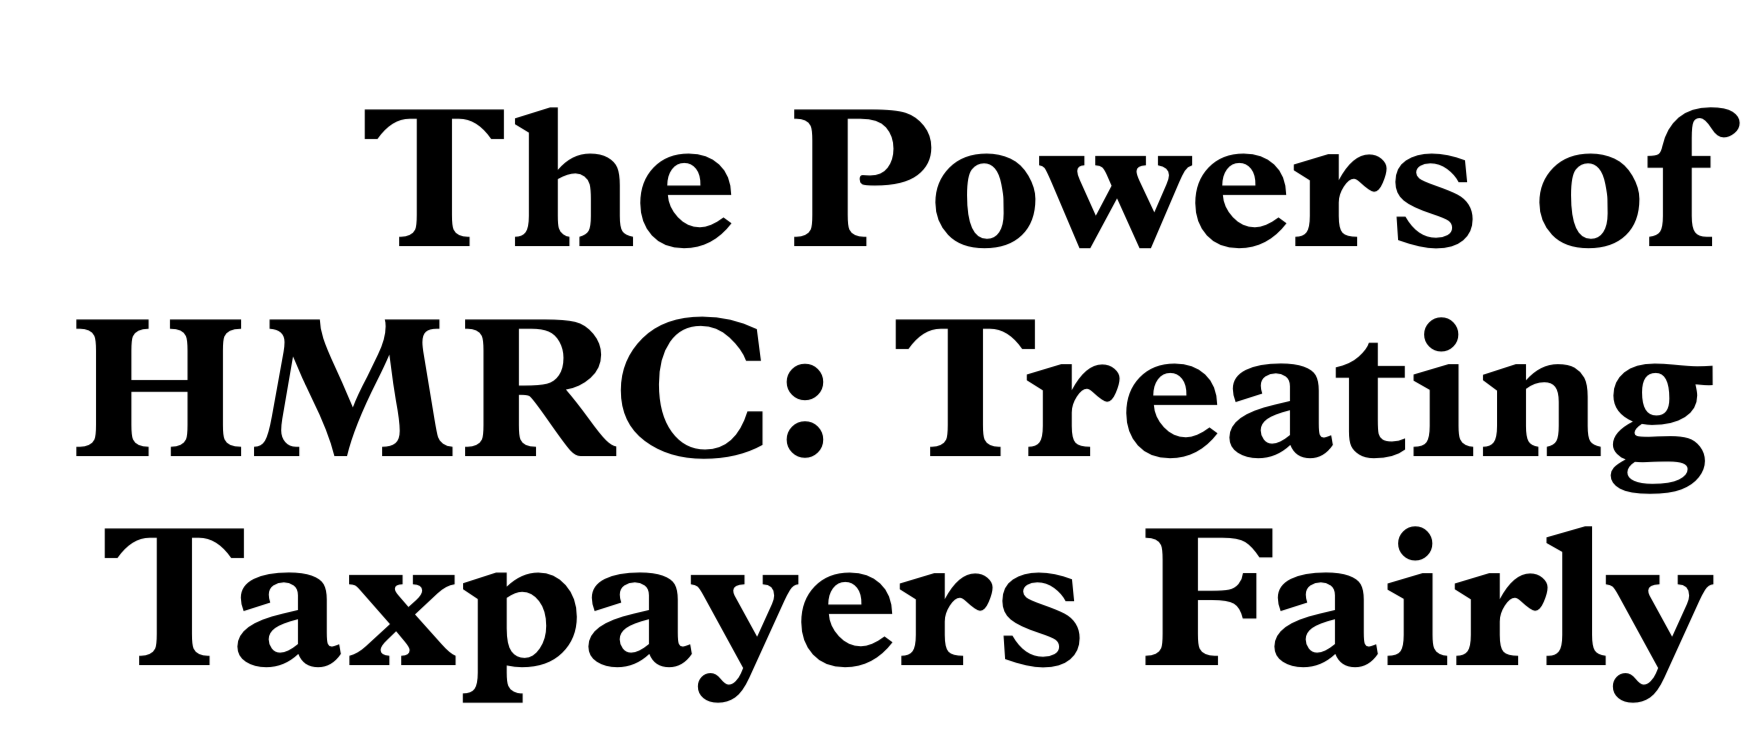 The Powers of
HMRC: Treating
Taxpayers Fairly